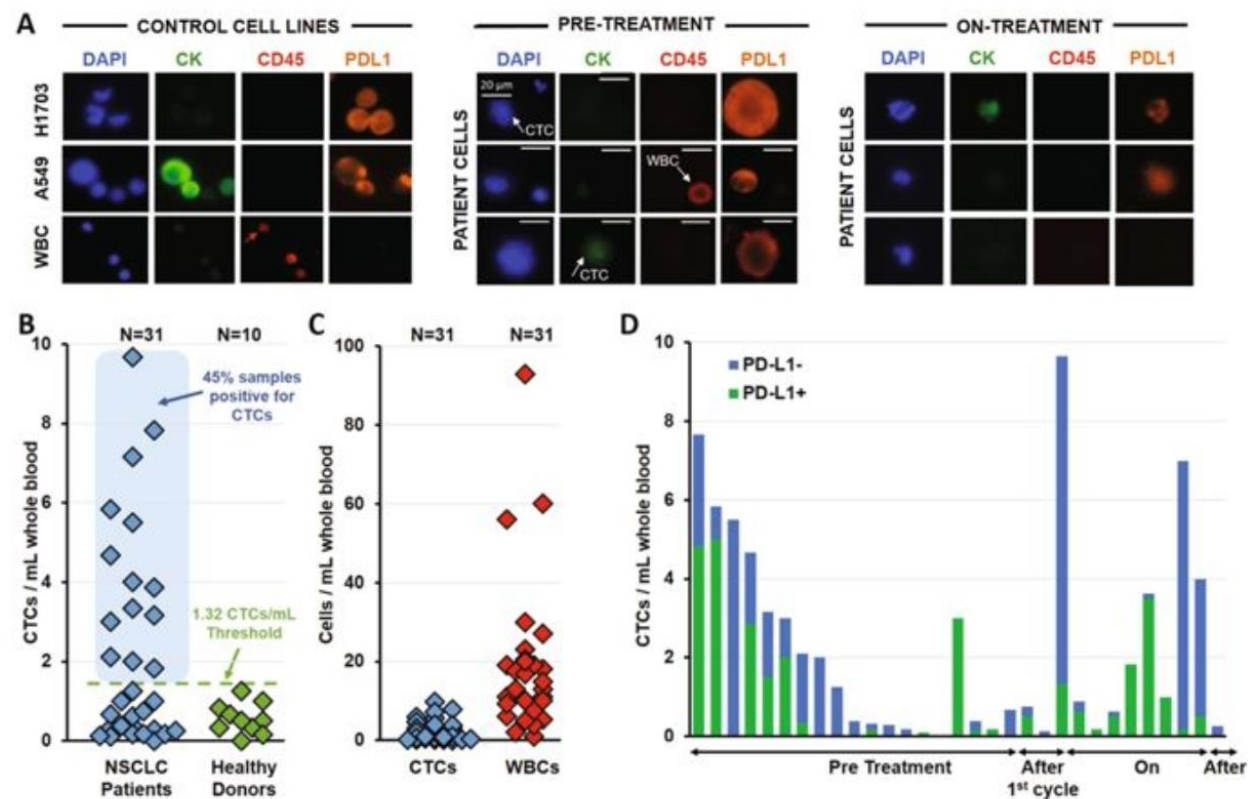 A
CONTROL CELL LINES
PRE-TREATMENT
ON-TREATMENT
DAPI CK CD45 PDL1
DAPI CK CD45 PDL1
DAPI CK CD45 PDL1
H1703
A549
WBC
PATIENT CELLS
20 µm
CTC
WBC
CTC
PATIENT CELLS
B
N=31 N=10
CTCs / mL whole blood
10
8
6
4
2
0
45% samples
positive for
CTCs
1.32 CTCs/mL
Threshold
NSCLC
Patients
Healthy
Donors
C
N=31 N=31
Cells / mL whole blood
100
80
60
40
20
0
CTCs WBCs
D
CTCs / mL whole blood
10
8
6
4
2
0
PD-L1-
PD-L1+
Pre Treatment
After
1st cycle
On
After